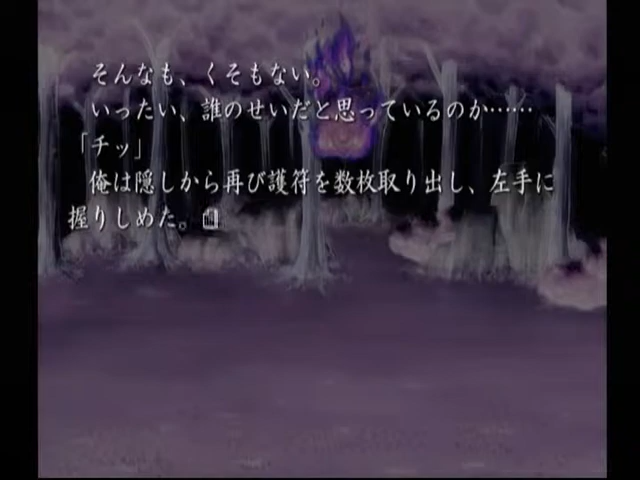 そんなも、くそもない。
いったい、誰のせいだと思っているのか……
「チッ」
俺は隠しから再び護符を数枚取り出し、左手に
握りしめた。